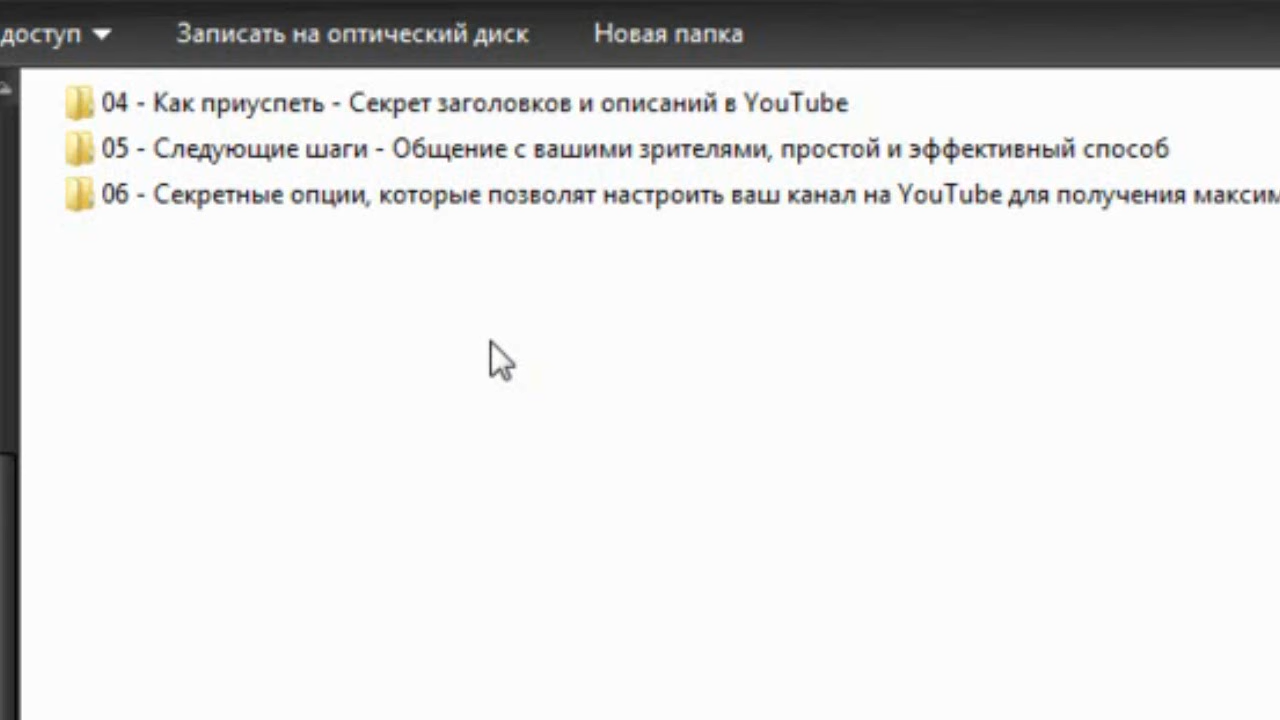 доступ Записать на оптический диск Новая папка
04 - Как приуспеть - Секрет заголовков и описаний в YouTube
05 - Следующие шаги - Общение с вашими зрителями, простой и эффективный способ
06 - Секретные опции, которые позволят настроить ваш канал на YouTube для получения максим